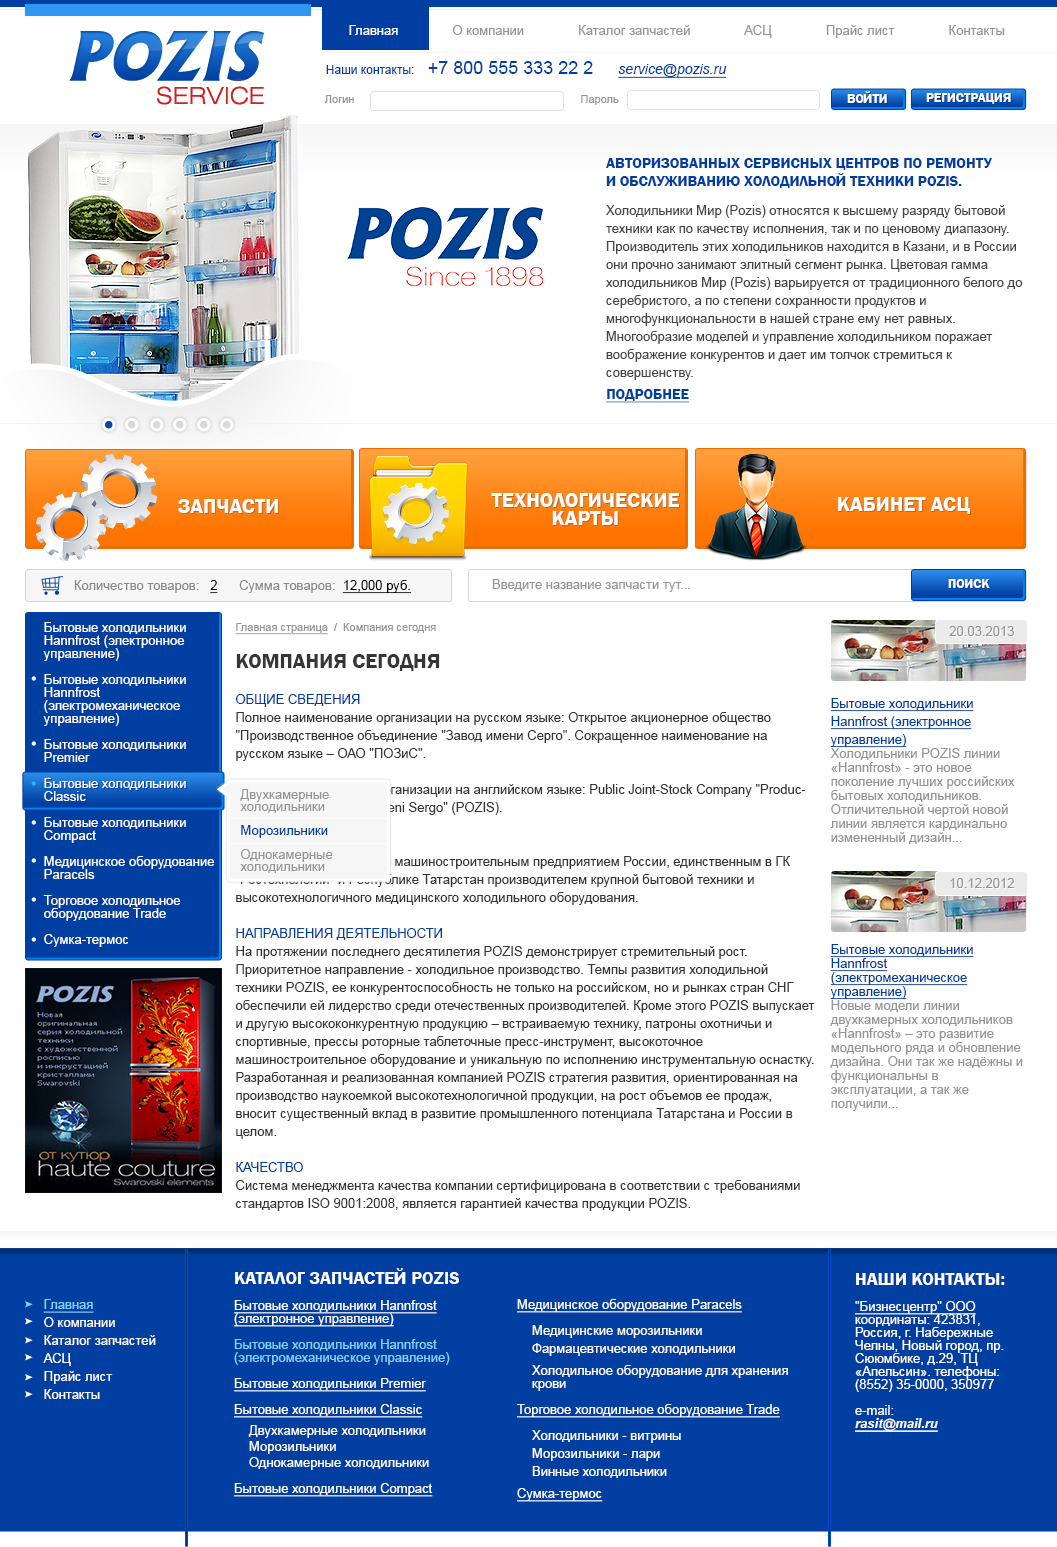 POZIS
SERVICE
Главная
О компании
Каталог запчастей
АСЦ
Прайс лист
Контакты
Наши контакты: +7 800 555 333 22 2 service@pozis.ru
Логин
Пароль
ВОЙТИ
РЕГИСТРАЦИЯ
POZIS
Since 1898
АВТОРИЗОВАННЫХ СЕРВИСНЫХ ЦЕНТРОВ ПО РЕМОНТУ
И ОБСЛУЖИВАНИЮ ХОЛОДИЛЬНОЙ ТЕХНИКИ POZIS.
Холодильники Мир (Pozis) относятся к высшему разряду бытовой
техники как по качеству исполнения, так и по ценовому диапазону.
Производитель этих холодильников находится в Казани, и в России
они прочно занимают элитный сегмент рынка. Цветовая гамма
холодильников Мир (Pozis) варьируется от традиционного белого до
серебристого, а по степени сохранности продуктов и
многофункциональности в нашей стране ему нет равных.
Многообразие моделей и управление холодильником поражает
воображение конкурентов и дает им толчок стремиться к
совершенству.
ПОДРОБНЕЕ
ЗАПЧАСТИ
ТЕХНОЛОГИЧЕСКИЕ
КАРТЫ
КАБИНЕТ АСЦ
Количество товаров: 2 Сумма товаров: 12,000 руб.
Введите название запчасти тут...
ПОИСК
Бытовые холодильники
Hannfrost (электронное
управление)
Бытовые холодильники
Hannfrost
(электромеханическое
управление)
Бытовые холодильники
Premier
Бытовые холодильники
Classic
Бытовые холодильники
Compact
Медицинское оборудование
Paracels
Торговое холодильное
оборудование Trade
Сумка-термос
Двухкамерные
холодильники
Морозильники
Однокамерные
холодильники
POZIS
Новая
оригинальная
серия холодильной
техники
с художественной
росписью
и инкрустацией
кристаллами
Swarovski
от кутюр
haute couture
Swarovski elements
Главная страница / Компания сегодня
КОМПАНИЯ СЕГОДНЯ
ОБЩИЕ СВЕДЕНИЯ
Полное наименование организации на русском языке: Открытое акционерное общество
"Производственное объединение "Завод имени Серго". Сокращенное наименование на
русском языке – ОАО "ПОЗиС".
ганизации на английском языке: Public Joint-Stock Company "Produc-
eni Sergo" (POZIS).
машиностроительным предприятием России, единственным в ГК
"Ростехнологии" и Республике Татарстан производителем крупной бытовой техники и
высокотехнологичного медицинского холодильного оборудования.
НАПРАВЛЕНИЯ ДЕЯТЕЛЬНОСТИ
На протяжении последнего десятилетия POZIS демонстрирует стремительный рост.
Приоритетное направление - холодильное производство. Темпы развития холодильной
техники POZIS, ее конкурентоспособность не только на российском, но и рынках стран СНГ
обеспечили ей лидерство среди отечественных производителей. Кроме этого POZIS выпускает
и другую высококонкурентную продукцию – встраиваемую технику, патроны охотничьи и
спортивные, прессы роторные таблеточные пресс-инструмент, высокоточное
машиностроительное оборудование и уникальную по исполнению инструментальную оснастку.
Разработанная и реализованная компанией POZIS стратегия развития, ориентированная на
производство наукоемкой высокотехнологичной продукции, на рост объемов ее продаж,
вносит существенный вклад в развитие промышленного потенциала Татарстана и России в
целом.
КАЧЕСТВО
Система менеджмента качества компании сертифицирована в соответствии с требованиями
стандартов ISO 9001:2008, является гарантией качества продукции POZIS.
20.03.2013
Бытовые холодильники
Hannfrost (электронное
управление)
Холодильники POZIS линии
«Hannfrost» - это новое
поколение лучших российских
бытовых холодильников.
Отличительной чертой новой
линии является кардинально
измененный дизайн...
10.12.2012
Бытовые холодильники
Hannfrost
(электромеханическое
управление)
Новые модели линии
двухкамерных холодильников
«Hannfrost» – это развитие
модельного ряда и обновление
дизайна. Они так же надёжны и
функциональны в
эксплуатации, а так же
получили...
Главная
О компании
Каталог запчастей
АСЦ
Прайс лист
Контакты
КАТАЛОГ ЗАПЧАСТЕЙ POZIS
Бытовые холодильники Hannfrost
(электронное управление)
Бытовые холодильники Hannfrost
(электромеханическое управление)
Бытовые холодильники Premier
Бытовые холодильники Classic
Двухкамерные холодильники
Морозильники
Однокамерные холодильники
Бытовые холодильники Compact
Медицинское оборудование Paracels
Медицинские морозильники
Фармацевтические холодильники
Холодильное оборудование для хранения
крови
Торговое холодильное оборудование Trade
Холодильники - витрины
Морозильники - лари
Винные холодильники
Сумка-термос
НАШИ КОНТАКТЫ:
"Бизнесцентр" ООО
координаты: 423831,
Россия, г. Набережные
Челны, Новый город, пр.
Сююмбике, д.29, ТЦ
«Апельсин». телефоны:
(8552) 35-0000, 350977
e-mail:
rasit@mail.ru